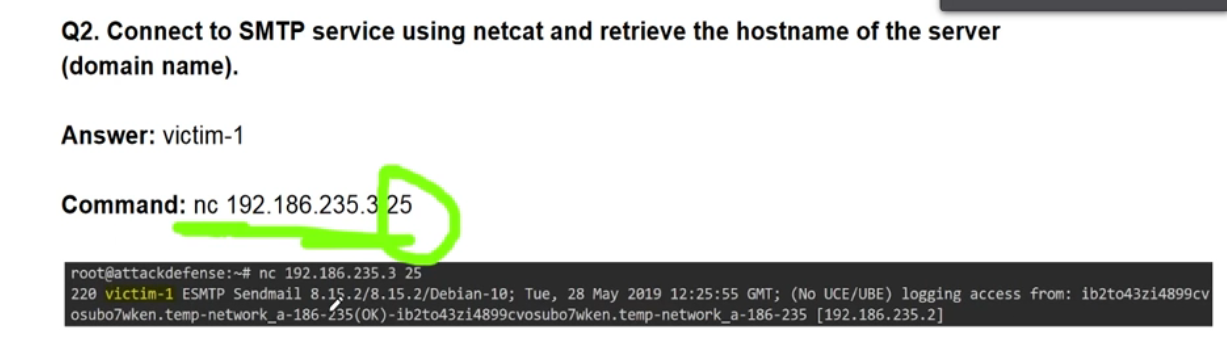 Q2. Connect to SMTP service using netcat and retrieve the hostname of the server
(domain name).
Answer: victim-1
Command: nc 192.186.235.3 25
root@attackdefense:~# nc 192.186.235.3 25
220 victim-1 ESMTP Sendmail 8.15.2/8.15.2/Debian-10; Tue, 28 May 2019 12:25:55 GMT; (No UCE/UBE) logging access from: ib2to43zi4899cv
osubo7wken.temp-network_a-186-235(OK)-ib2to43zi4899cvosubo7wken.temp-network_a-186-235 [192.186.235.2]